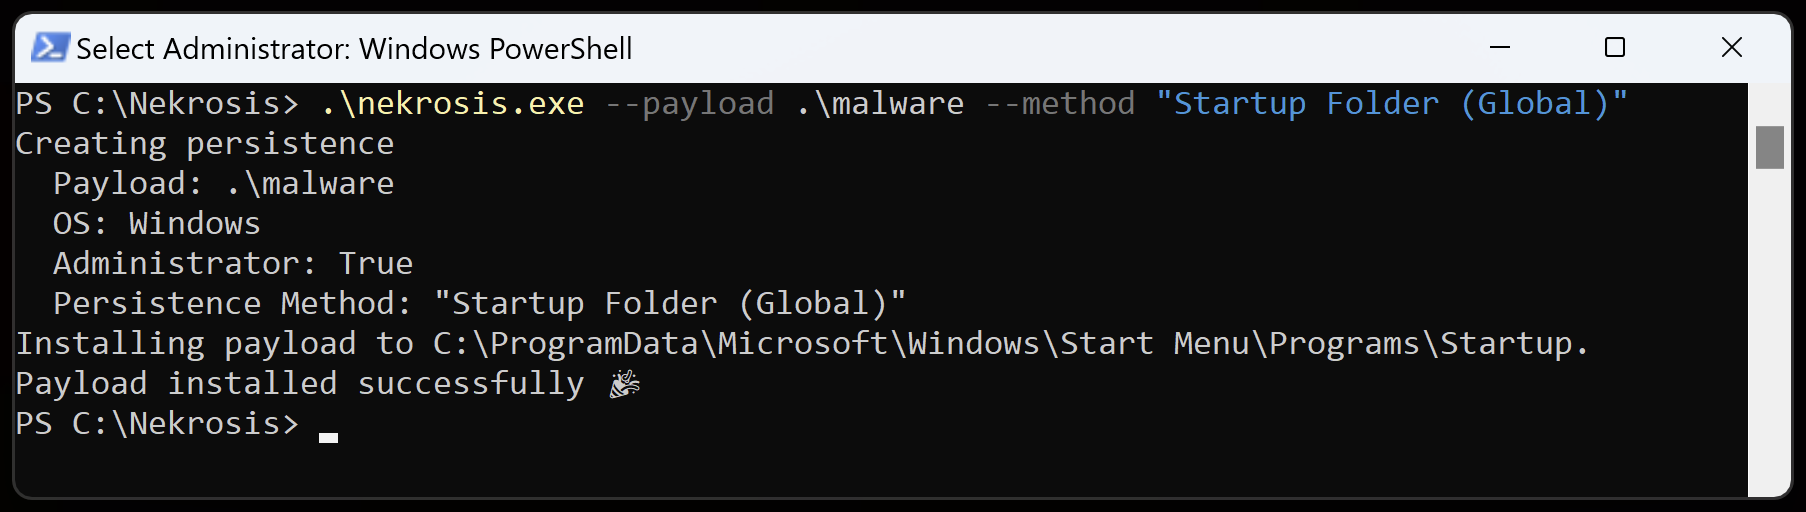 Select Administrator: Windows PowerShell
PS C:\Nekrosis> .\nekrosis.exe --payload .\malware --method "Startup Folder (Global)"
Creating persistence
  Payload: .\malware
  OS: Windows
  Administrator: True
  Persistence Method: "Startup Folder (Global)"
Installing payload to C:\ProgramData\Microsoft\Windows\Start Menu\Programs\Startup.
Payload installed successfully 🎉
PS C:\Nekrosis>